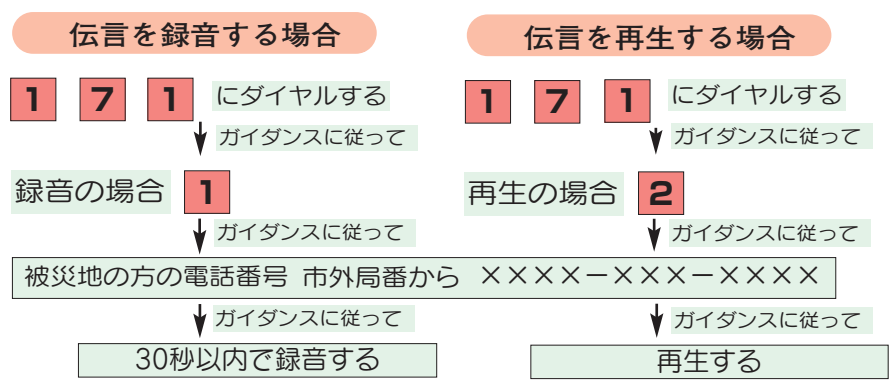 伝言を録音する場合
1 7 1 にダイヤルする
ガイダンスに従って
録音の場合 1
ガイダンスに従って
伝言を再生する場合
1 7 1 にダイヤルする
ガイダンスに従って
再生の場合 2
ガイダンスに従って
被災地の方の電話番号 市外局番から ××××−×××−××××
ガイダンスに従って
30秒以内で録音する
ガイダンスに従って
再生する